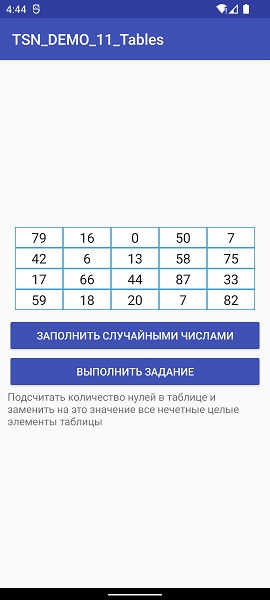 4:44
TSN_DEMO_11_Tables
79 16 0 50 7
42 6 13 58 75
17 66 44 87 33
59 18 20 7 82
ЗАПОЛНИТЬ СЛУЧАЙНЫМИ ЧИСЛАМИ
ВЫПОЛНИТЬ ЗАДАНИЕ
Подсчитать количество нулей в таблице и
заменить на это значение все нечетные целые
элементы таблицы